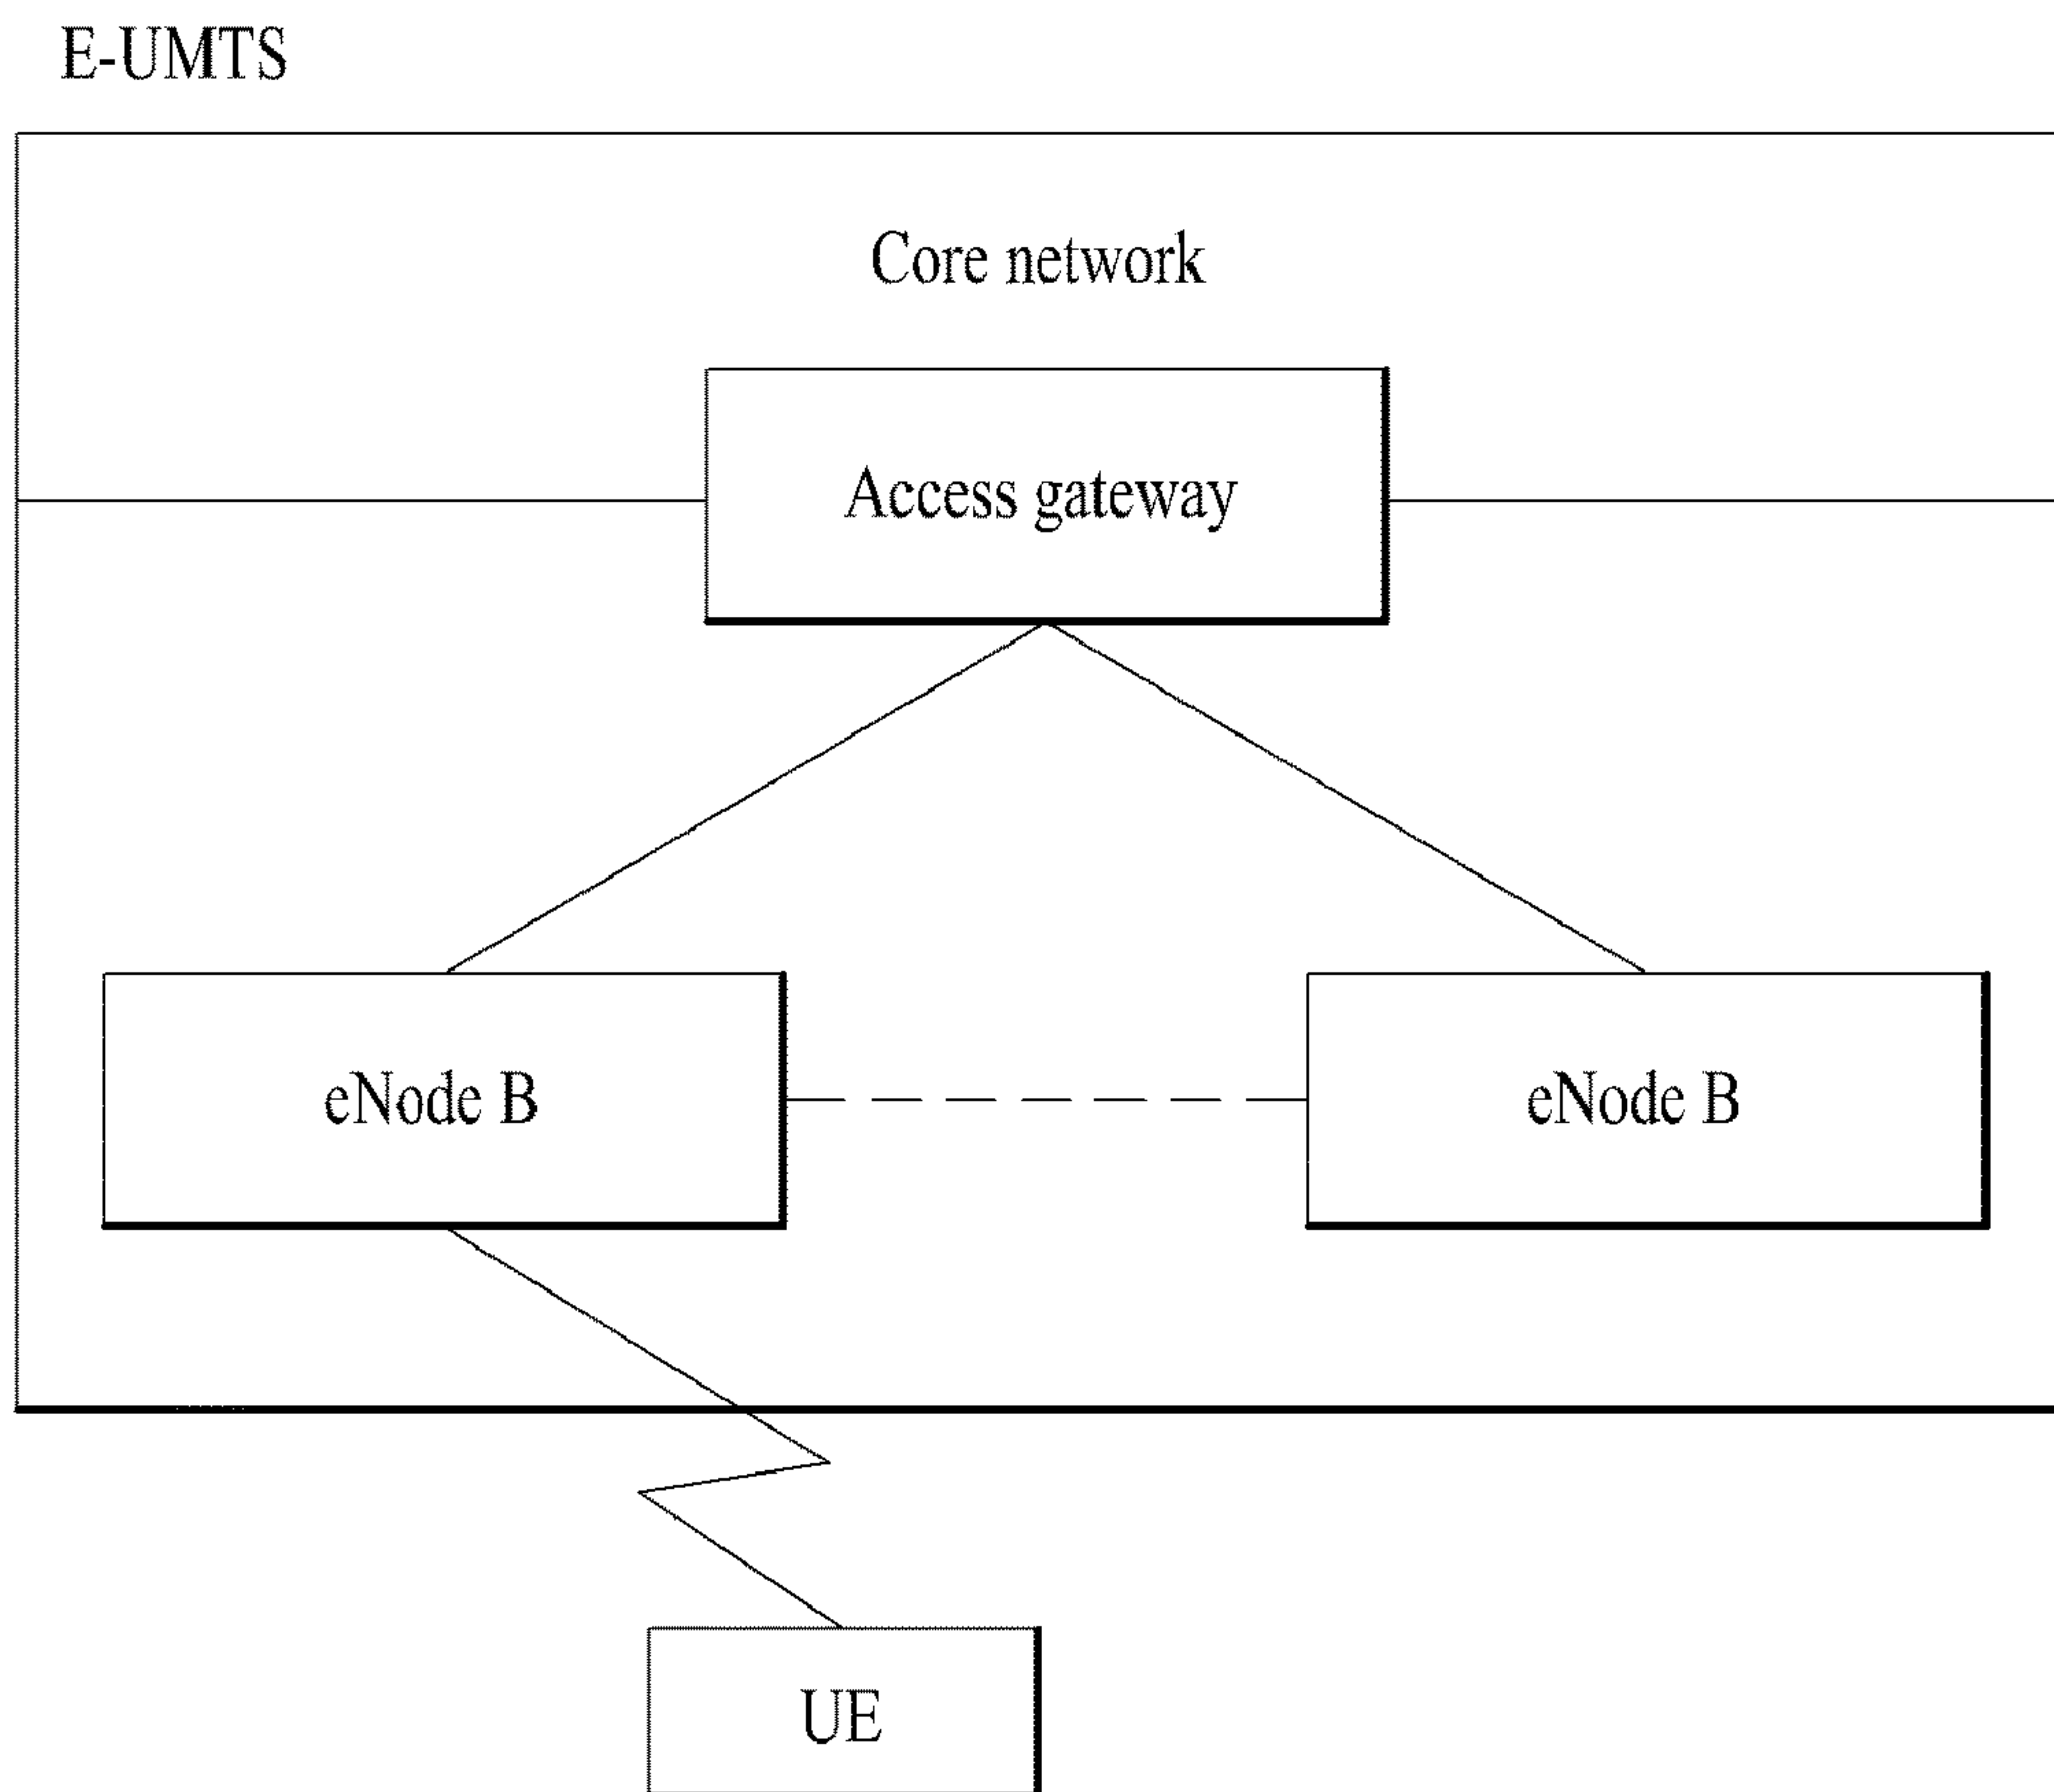 E-UMTS
Core network
Access gateway
eNode B
eNode B
UE